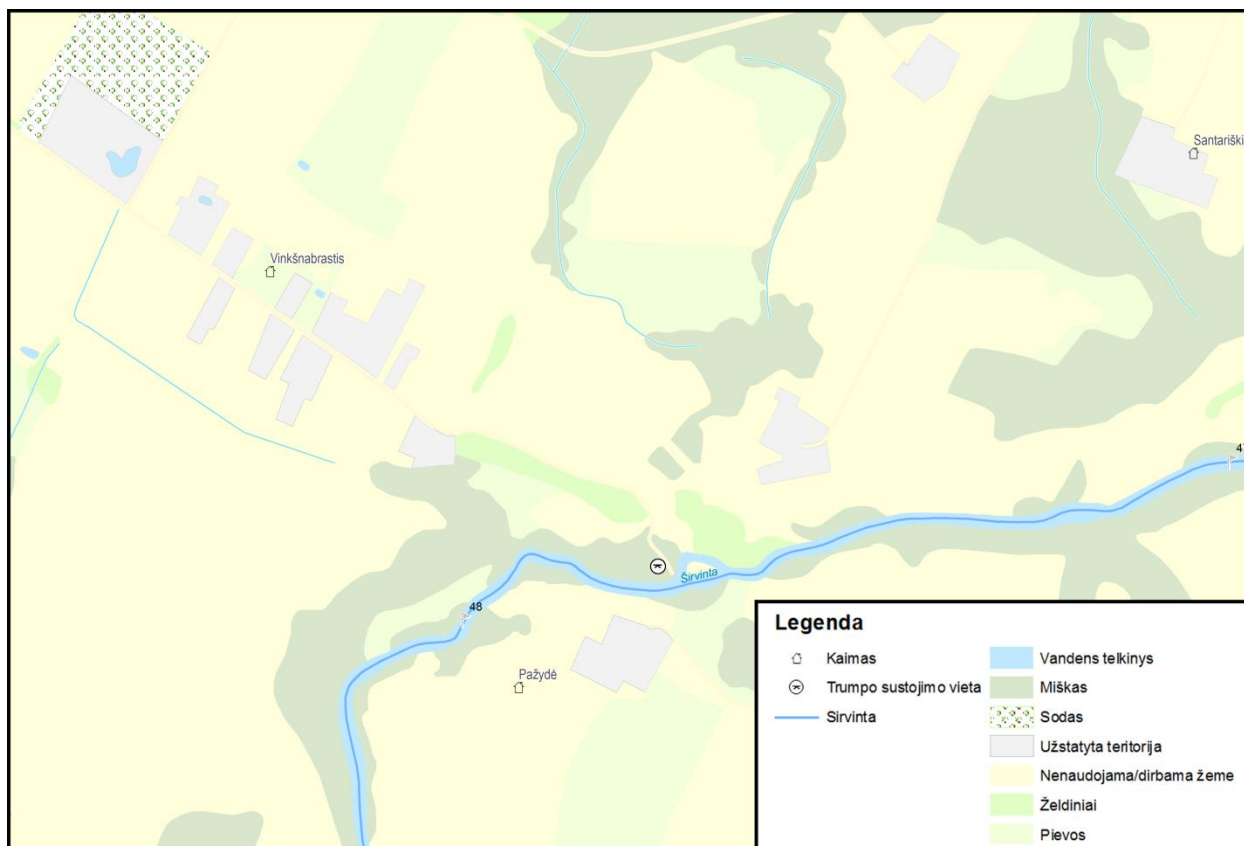 Santariški
Vinkšnabrastis
47
Širvinta
48
Pažydė
Legenda
Kaimas
Trumpo sustojimo vieta
Sirvinta
Vandens telkinys
Miškas
Sodas
Užstatyta teritorija
Nenaudojama/dirbama žemė
Želdiniai
Pievos